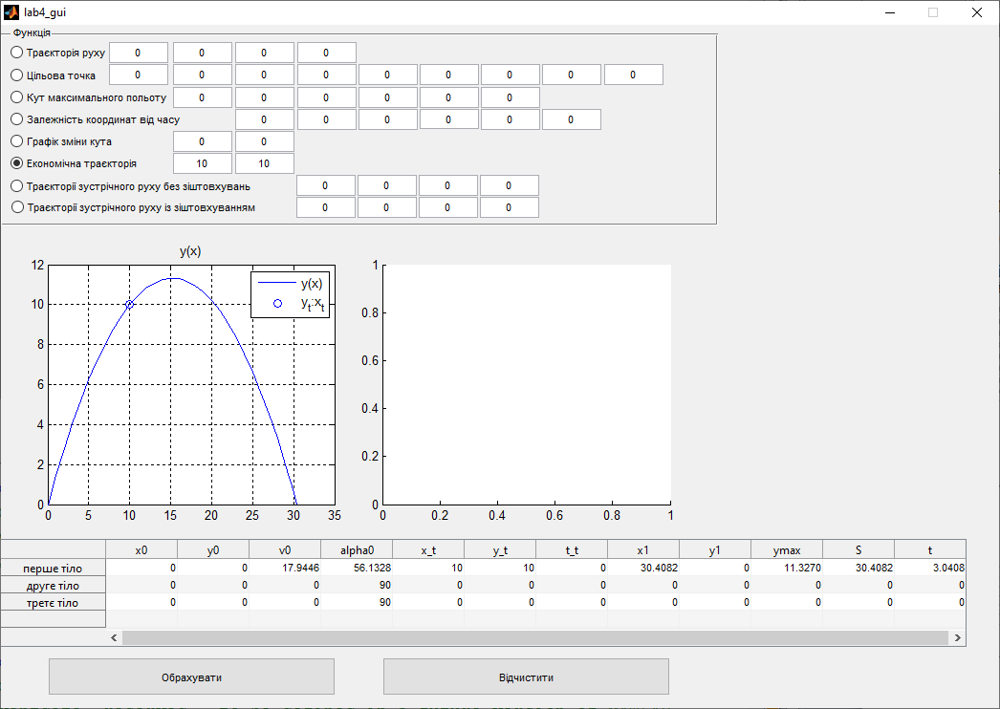 lab4_gui
Функція
Траєкторія руху 0 0 0 0
Цільова точка 0 0 0 0 0 0 0 0 0
Кут максимального польоту 0 0 0 0 0 0
Залежність координат від часу 0 0 0 0 0 0
Графік зміни кута 0 0
Економічна траєкторія 10 10
Траєкторії зустрічного руху без зіштовхувань 0 0 0 0
Траєкторії зустрічного руху із зіштовхуванням 0 0 0 0
y(x)
12
10
8
6
4
2
0
0 5 10 15 20 25 30 35
y(x)
y_t:x_t
1
0.8
0.6
0.4
0.2
0
0 0.2 0.4 0.6 0.8 1
x0 y0 v0 alpha0 x_t y_t t_t x1 y1 ymax S t
перше тіло 0 0 17.9446 56.1328 10 10 0 30.4082 0 11.3270 30.4082 3.0408
друге тіло 0 0 0 90 0 0 0 0 0 0 0 0
третє тіло 0 0 0 90 0 0 0 0 0 0 0 0
Обрахувати Відчистити